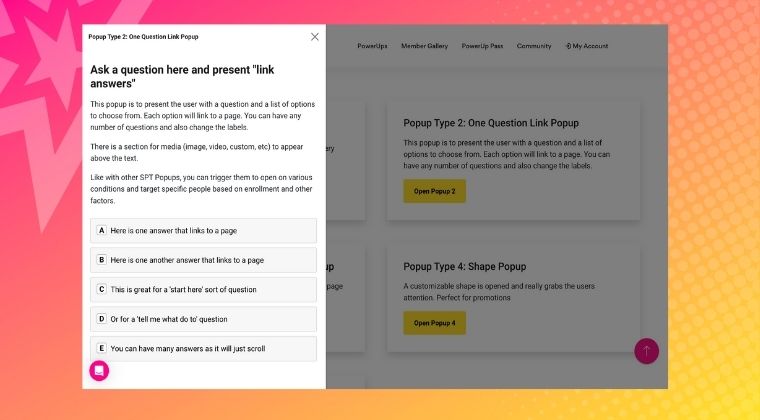 Popup Type 2: One Question Link Popup
Ask a question here and present "link
answers"
This popup is to present the user with a question and a list of options
to choose from. Each option will link to a page. You can have any
number of questions and also change the labels.
There is a section for media (image, video, custom, etc) to appear
above the text.
Like with other SPT Popups, you can trigger them to open on various
conditions and target specific people based on enrollment and other
factors.
A Here is one answer that links to a page
B Here is one another answer that links to a page
C This is great for a 'start here' sort of question
D Or for a 'tell me what do to' question
E You can have many answers as it will just scroll
PowerUps Member Gallery PowerUp Pass Community My Account
Popup Type 2: One Question Link Popup
This popup is to present the user with a question and a list of
options to choose from. Each option will link to a page. You can
have any number of questions and also change the labels.
Open Popup 2
Popup Type 4: Shape Popup
A customizable shape is opened and really grabs the users
attention. Perfect for promotions
Open Popup 4
page